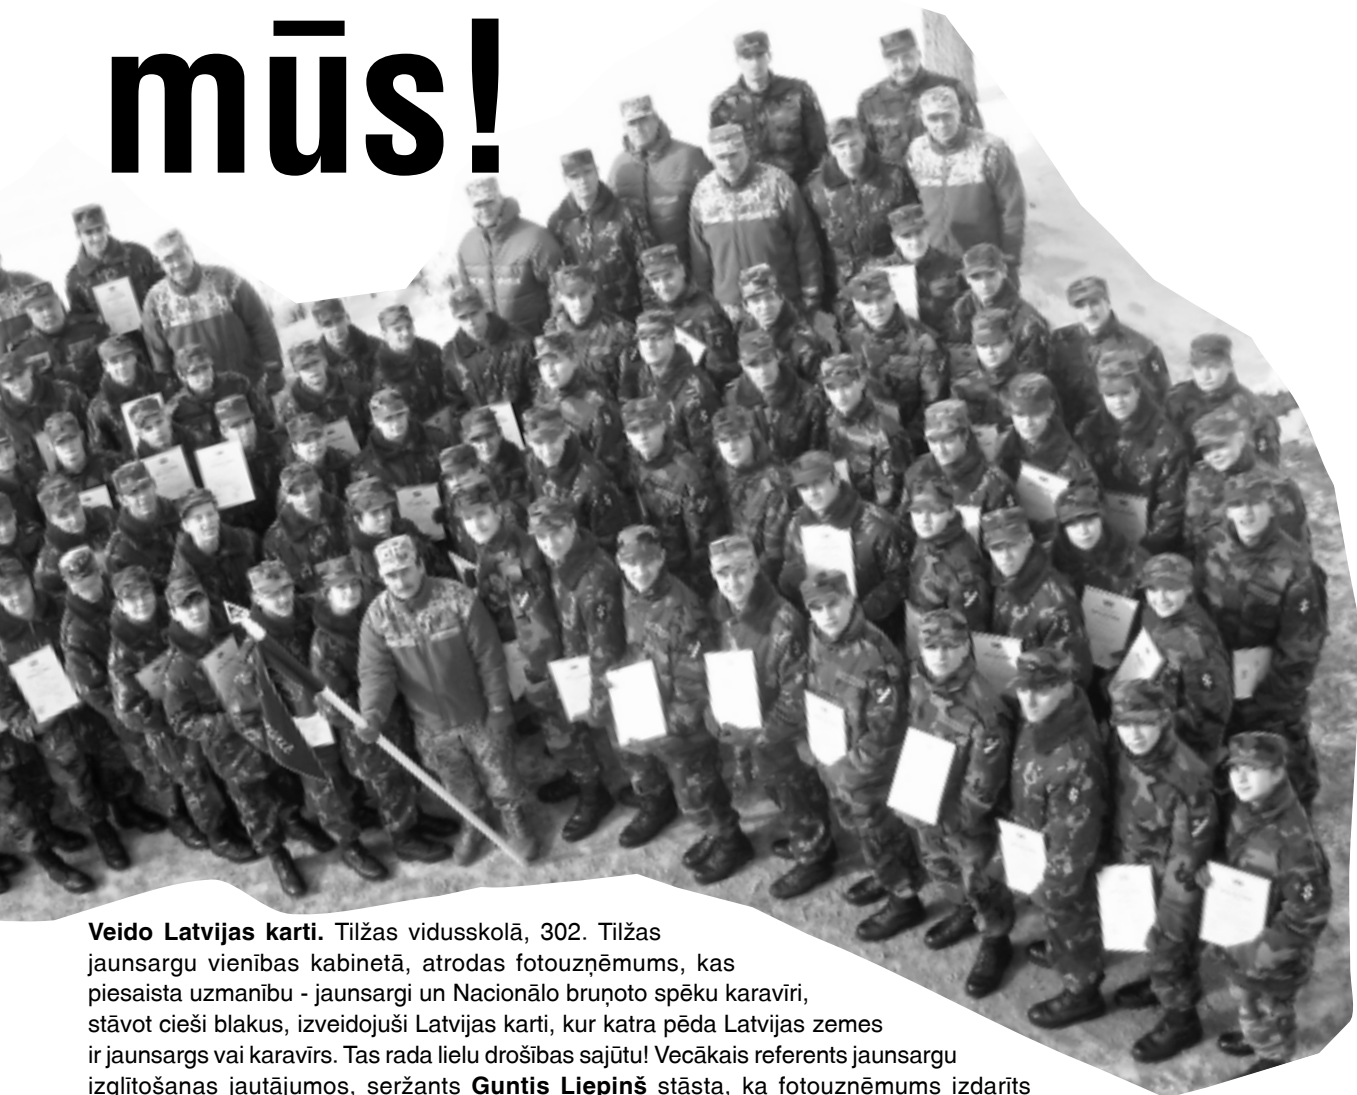 mūs!
Veido Latvijas karti. Tilžas vidusskolā, 302. Tilžas
jaunsargu vienības kabinetā, atrodas fotouzņēmums, kas
piesaista uzmanību - jaunsargi un Nacionālo bruņoto spēku karavīri,
stāvot cieši blakus, izveidojuši Latvijas karti, kur katra pēda Latvijas zemes
ir jaunsargs vai karavīrs. Tas rada lielu drošības sajūtu! Vecākais referents jaunsargu
izglītošanas jautājumos, seržants Guntis Liepiņš stāsta, ka fotouzņēmums izdarīts